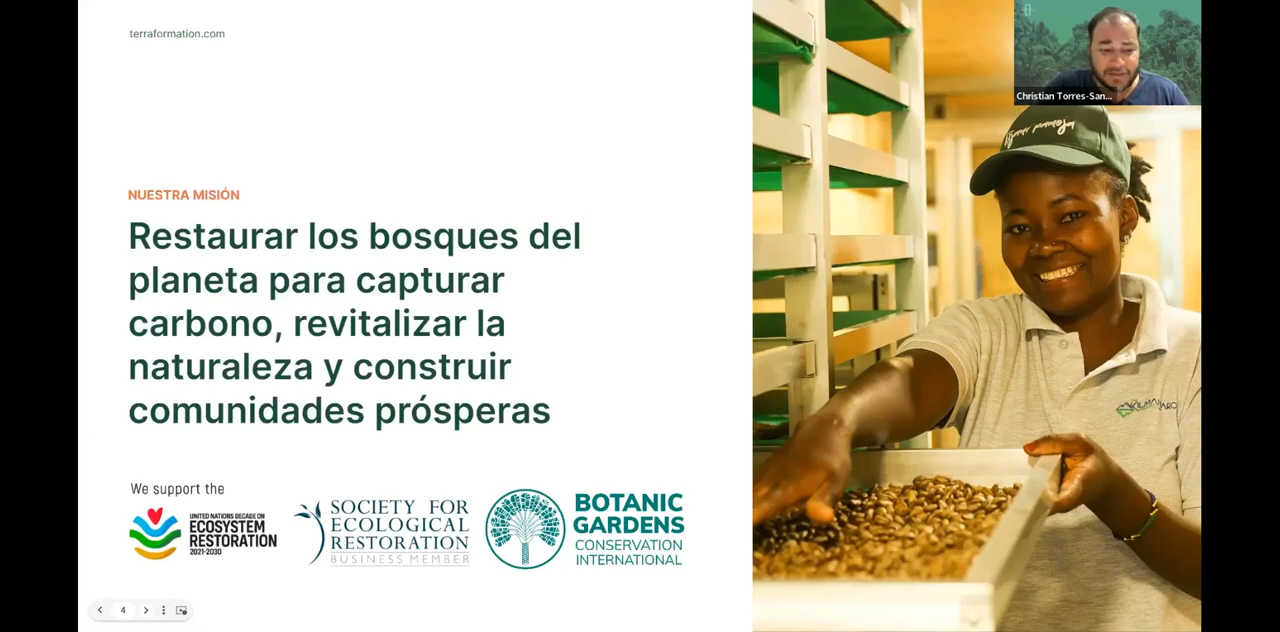 terraformation.com
Christian Torres-San...
NUESTRA MISIÓN
Restaurar los bosques del
planeta para capturar
carbono, revitalizar la
naturaleza y construir
comunidades prósperas
We support the
UNITED NATIONS DECADE ON
ECOSYSTEM
RESTORATION
2021-2030
SOCIETY FOR
ECOLOGICAL
RESTORATION
BUSINESS MEMBER
BOTANIC
GARDENS
CONSERVATION
INTERNATIONAL
4